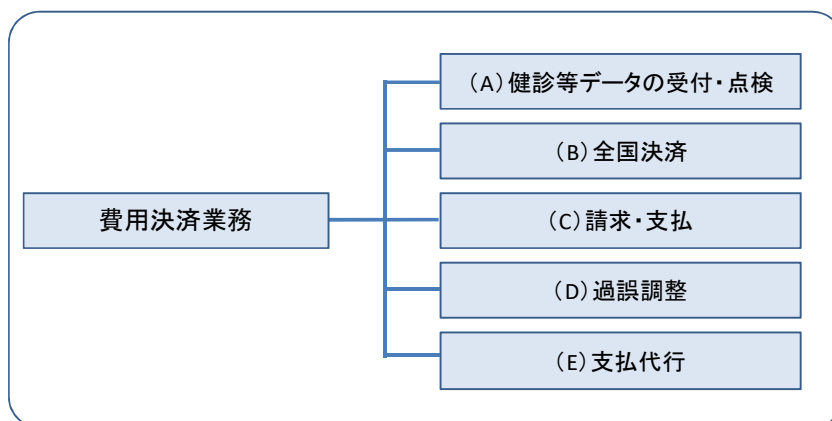 (A)健診等データの受付・点検
(B)全国決済
費用決済業務
(C)請求・支払
(D)過誤調整
(E)支払代行